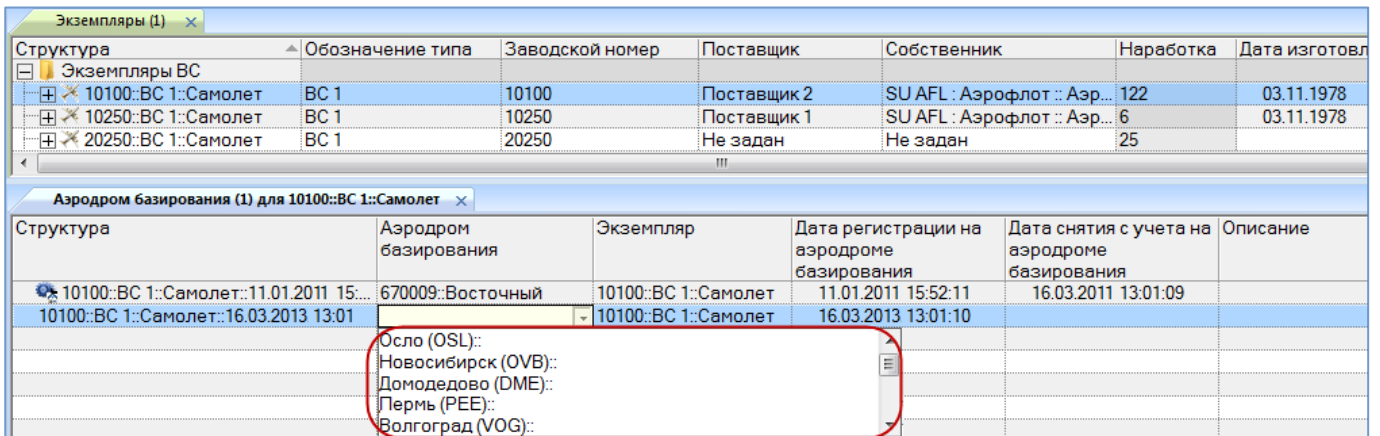 Экземпляры (1)
Структура Обозначение типа Заводской номер Поставщик Собственник Наработка Дата изготовл
Экземпляры ВС
10100::ВС 1::Самолет ВС 1 10100 Поставщик 2 SU AFL : Аэрофлот :: Аэр... 122 03.11.1978
10250::ВС 1::Самолет ВС 1 10250 Поставщик 1 SU AFL : Аэрофлот :: Аэр... 6 03.11.1978
20250::ВС 1::Самолет ВС 1 20250 Не задан Не задан 25
Аэродром базирования (1) для 10100::ВС 1::Самолет
Структура Аэродром Экземпляр Дата регистрации на Дата снятия с учета на Описание
базирования аэродроме аэродроме
базирования базирования
10100::ВС 1::Самолет::11.01.2011 15:... 670009::Восточный 10100::ВС 1::Самолет 11.01.2011 15:52:11 16.03.2011 13:01:09
10100::ВС 1::Самолет::16.03.2013 13:01 10100::ВС 1::Самолет 16.03.2013 13:01:10
Осло (OSL)::
Новосибирск (OVB)::
Домодедово (DME)::
Пермь (PEE)::
Волгоград (VOG)::